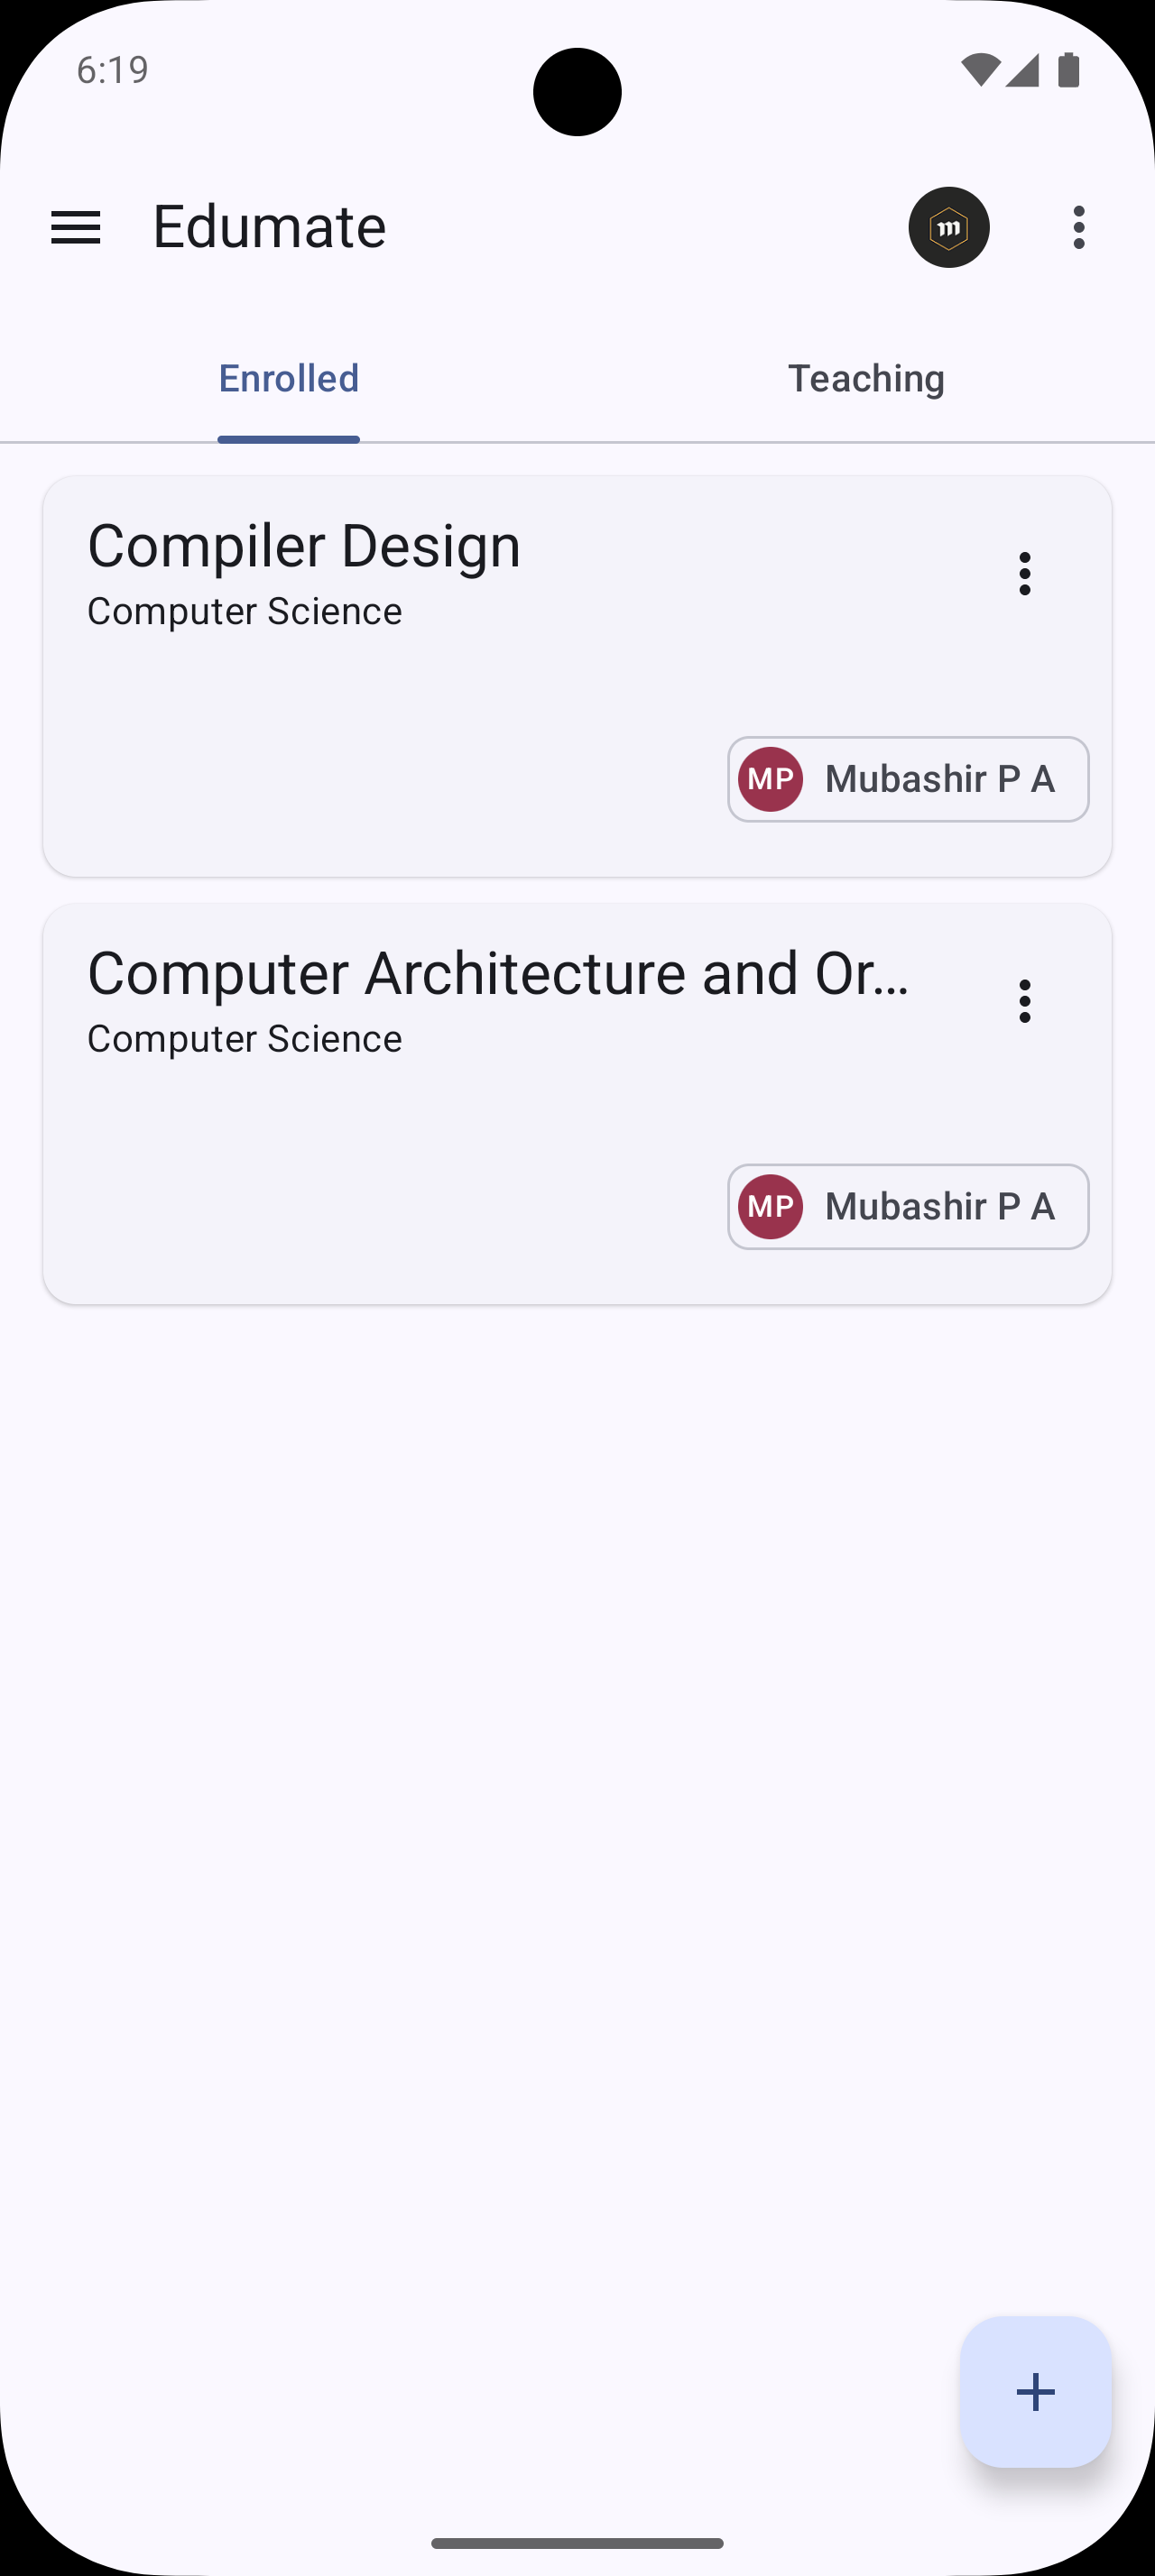 6:19
Edumate
m
Enrolled
Teaching
Compiler Design
Computer Science
MP Mubashir P A
Computer Architecture and Or...
Computer Science
MP Mubashir P A